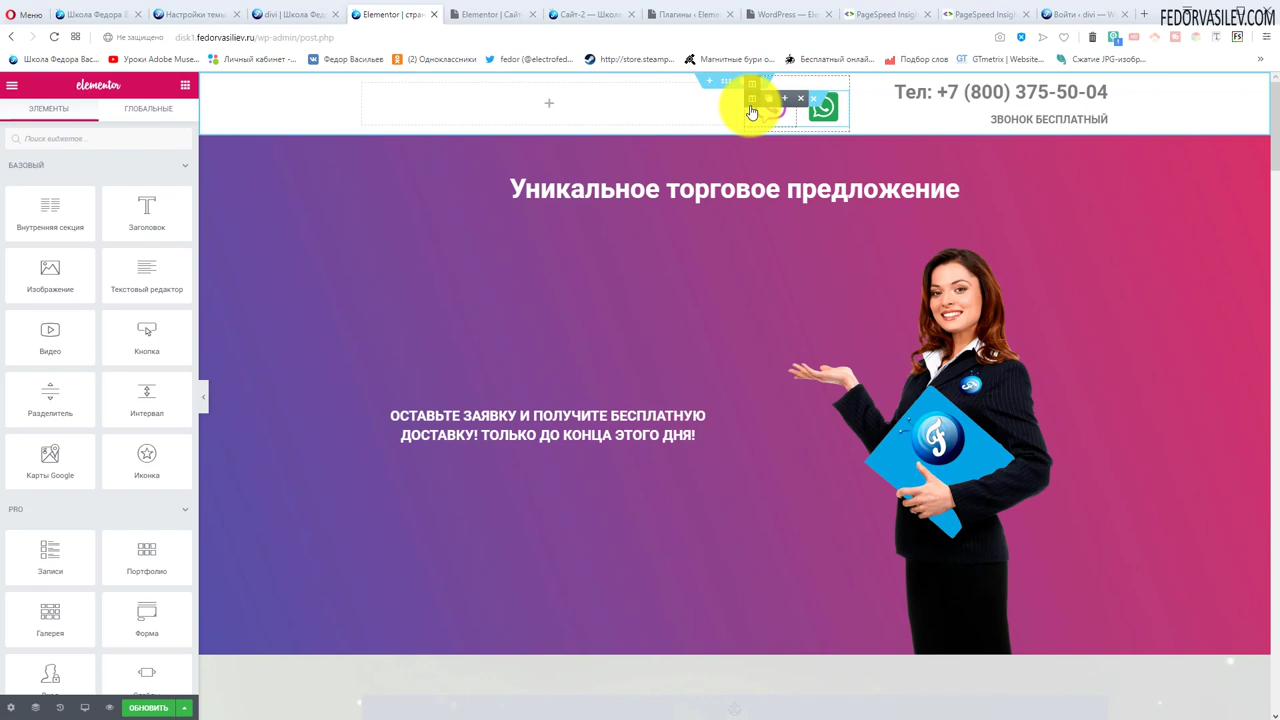 Меню
Школа Федора В
Настройки темы
divi | Школа Фед
Elementor | стран
Elementor | Сайт
Сайт-2 — Школа
Плагины ‹ Eleme
WordPress — Ele
PageSpeed Insigh
PageSpeed Insigh
Войти ‹ divi — W
FEDORVASILEV.COM
Не защищено
disk1.fedorvasiliev.ru/wp-admin/post.php
Школа Федора Вас...
Уроки Adobe Muse...
Личный кабинет -...
Федор Васильев
(2) Одноклассники
fedor (@electrofed...
http://store.steamp...
Магнитные бури о...
Бесплатный онлай...
Подбор слов
GTmetrix | Website...
Сжатие JPG-изобр...
elementor
ЭЛЕМЕНТЫ
ГЛОБАЛЬНЫЕ
Поиск виджетов...
БАЗОВЫЙ
Внутренняя секция
Заголовок
Изображение
Текстовый редактор
Видео
Кнопка
Разделитель
Интервал
Карты Google
Иконка
PRO
Записи
Портфолио
Галерея
Форма
ОБНОВИТЬ
Тел: +7 (800) 375-50-04
ЗВОНОК БЕСПЛАТНЫЙ
Уникальное торговое предложение
ОСТАВЬТЕ ЗАЯВКУ И ПОЛУЧИТЕ БЕСПЛАТНУЮ
ДОСТАВКУ! ТОЛЬКО ДО КОНЦА ЭТОГО ДНЯ!